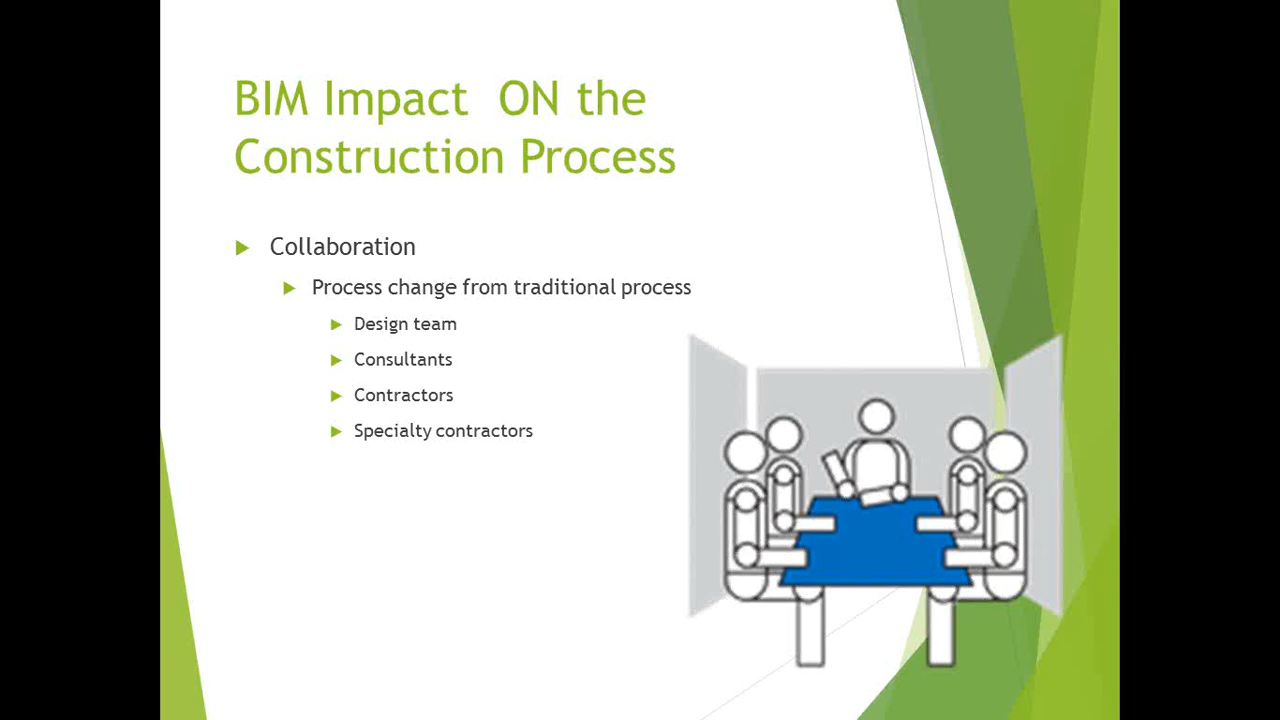 BIM Impact  ON the
Construction Process
Collaboration
Process change from traditional process
Design team
Consultants
Contractors
Specialty contractors